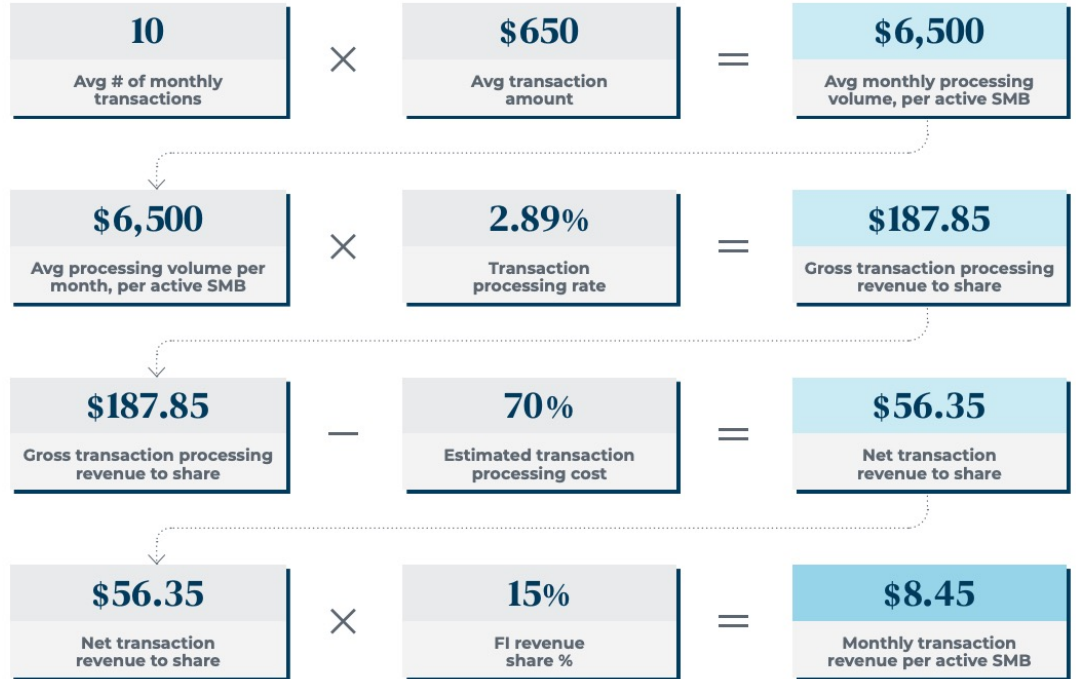 10 × $650 = $6,500
Avg # of monthly
transactions
Avg transaction
amount
Avg monthly processing
volume, per active SMB
$6,500 × 2.89% = $187.85
Avg processing volume per
month, per active SMB
Transaction
processing rate
Gross transaction processing
revenue to share
$187.85 − 70% = $56.35
Gross transaction processing
revenue to share
Estimated transaction
processing cost
Net transaction
revenue to share
$56.35 × 15% = $8.45
Net transaction
revenue to share
FI revenue
share %
Monthly transaction
revenue per active SMB